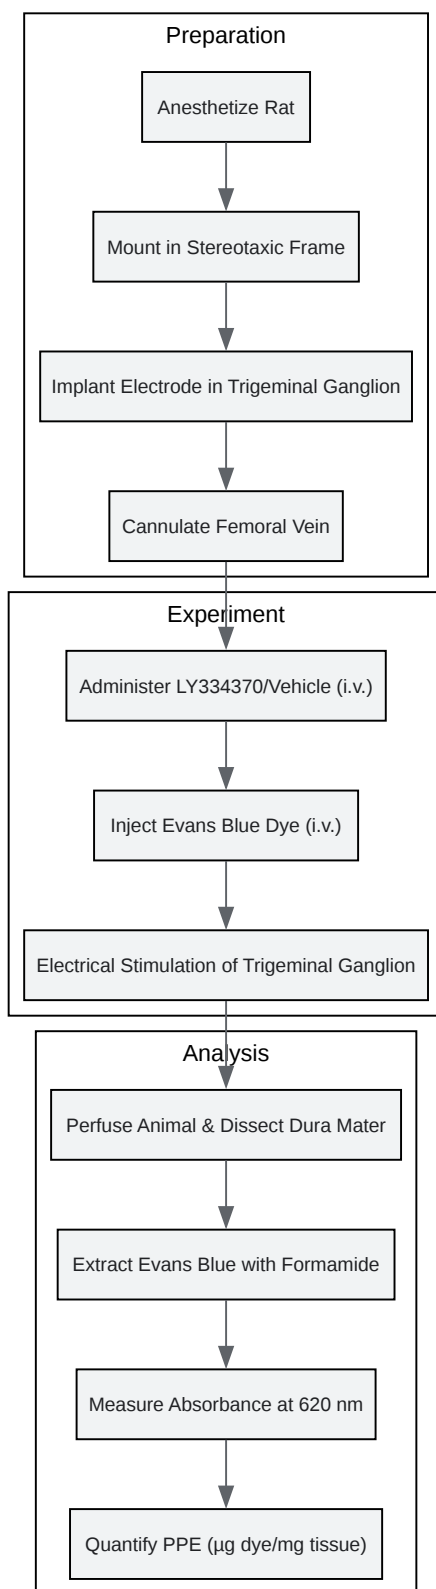 Preparation
Anesthetize Rat
Mount in Stereotaxic Frame
Implant Electrode in Trigeminal Ganglion
Cannulate Femoral Vein
Experiment
Administer LY334370/Vehicle (i.v.)
Inject Evans Blue Dye (i.v.)
Electrical Stimulation of Trigeminal Ganglion
Analysis
Perfuse Animal & Dissect Dura Mater
Extract Evans Blue with Formamide
Measure Absorbance at 620 nm
Quantify PPE (µg dye/mg tissue)